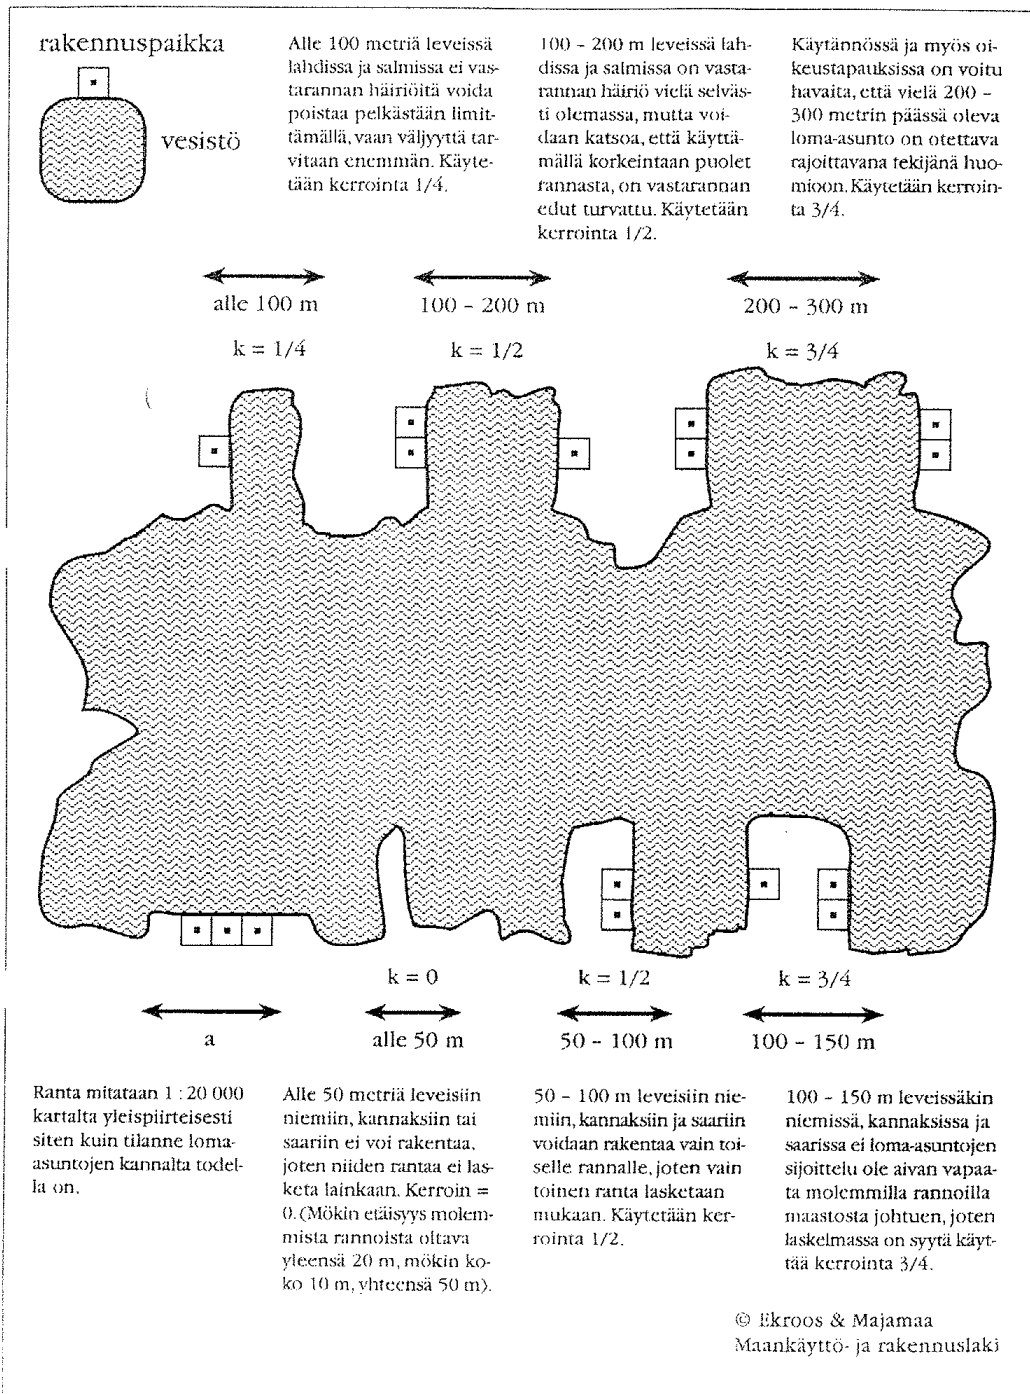 rakennuspaikka
vesistö
Alle 100 metriä leveissä
lahdissa ja salmissa ei vas-
tarannan häiriöitä voida
poistaa pelkästään limit-
tämällä, vaan väljyyttä tar-
vitaan enemmän. Käyte-
tään kerrointa 1/4.
100 – 200 m leveissä lah-
dissa ja salmissa on vasta-
rannan häiriö vielä selväs-
ti olemassa, mutta voi-
daan katsoa, että käyttä-
mällä korkeintaan puolet
rannasta, on vastarannan
edut turvattu. Käytetään
kerrointa 1/2.
Käytännössä ja myös oi-
keustapauksissa on voitu
havaita, että vielä 200 –
300 metrin päässä oleva
loma-asunto on otettava
rajoittavana tekijänä huo-
mioon. Käytetään kerroin-
ta 3/4.
alle 100 m
100 – 200 m
200 – 300 m
k = 1/4
k = 1/2
k = 3/4
k = 0
k = 1/2
k = 3/4
a
alle 50 m
50 – 100 m
100 – 150 m
Ranta mitataan 1 : 20 000
kartalta yleispiirteisesti
siten kuin tilanne loma-
asuntojen kannalta todel-
la on.
Alle 50 metriä leveisiin
niemiin, kannaksiin tai
saariin ei voi rakentaa,
joten niiden rantaa ei las-
keta lainkaan. Kerroin =
0. (Mökin etäisyys molem-
mista rannoista oltava
yleensä 20 m, mökin ko-
ko 10 m, yhteensä 50 m).
50 – 100 m leveisiin nie-
miin, kannaksiin ja saariin
voidaan rakentaa vain toi-
selle rannalle, joten vain
toinen ranta lasketaan
mukaan. Käytetään ker-
rointa 1/2.
100 – 150 m leveissäkin
niemissä, kannaksissa ja
saarissa ei loma-asuntojen
sijoittelu ole aivan vapaa-
ta molemmilla rannoilla
maastosta johtuen, joten
laskelmassa on syytä käyt-
tää kerrointa 3/4.
© Ekroos & Majamaa
Maankäyttö- ja rakennuslaki